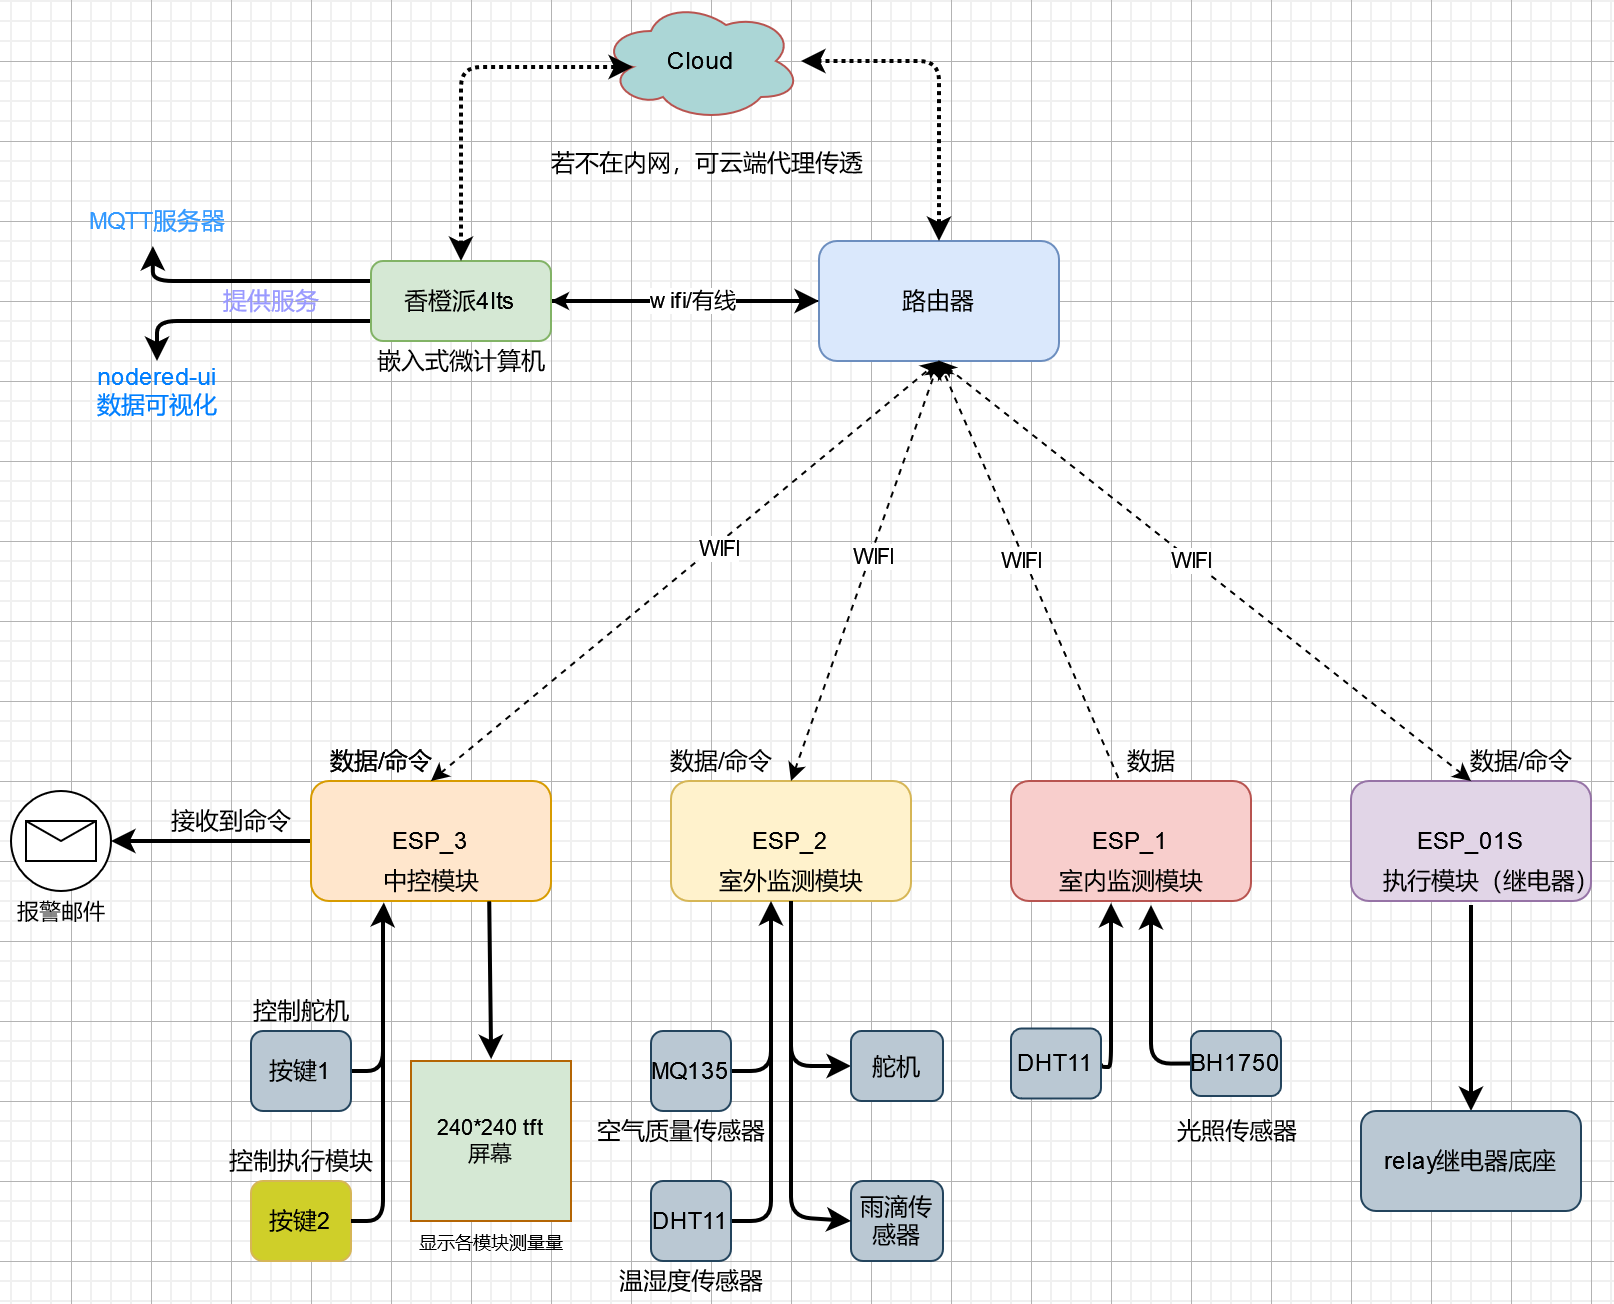 Cloud
若不在内网，可云端代理传透
MQTT服务器
提供服务
香橙派4lts
wifi/有线
路由器
嵌入式微计算机
nodered-ui
数据可视化
WIFI
WIFI
WIFI
WIFI
数据/命令
数据/命令
数据
数据/命令
接收到命令
ESP_3
中控模块
ESP_2
室外监测模块
ESP_1
室内监测模块
ESP_01S
执行模块（继电器）
报警邮件
控制舵机
按键1
MQ135
舵机
DHT11
BH1750
240*240 tft
屏幕
空气质量传感器
光照传感器
控制执行模块
relay继电器底座
按键2
DHT11
雨滴传
感器
显示各模块测量量
温湿度传感器